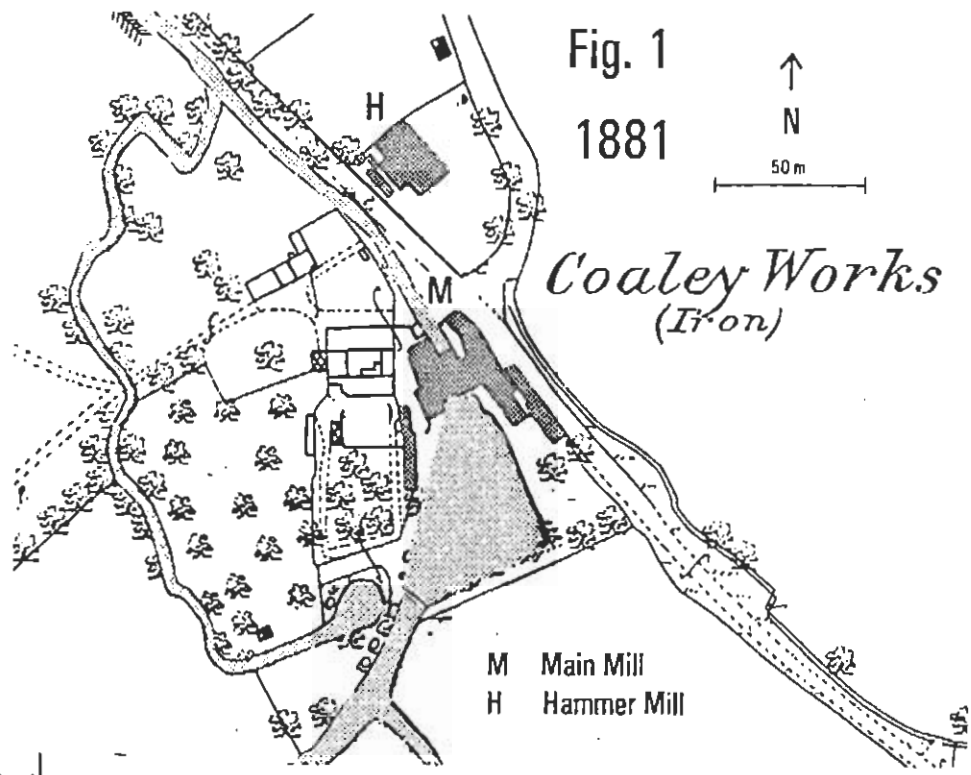 Fig. 1
1881
N
50 m
H
Coaley Works
(Iron)
M
M Main Mill
H Hammer Mill